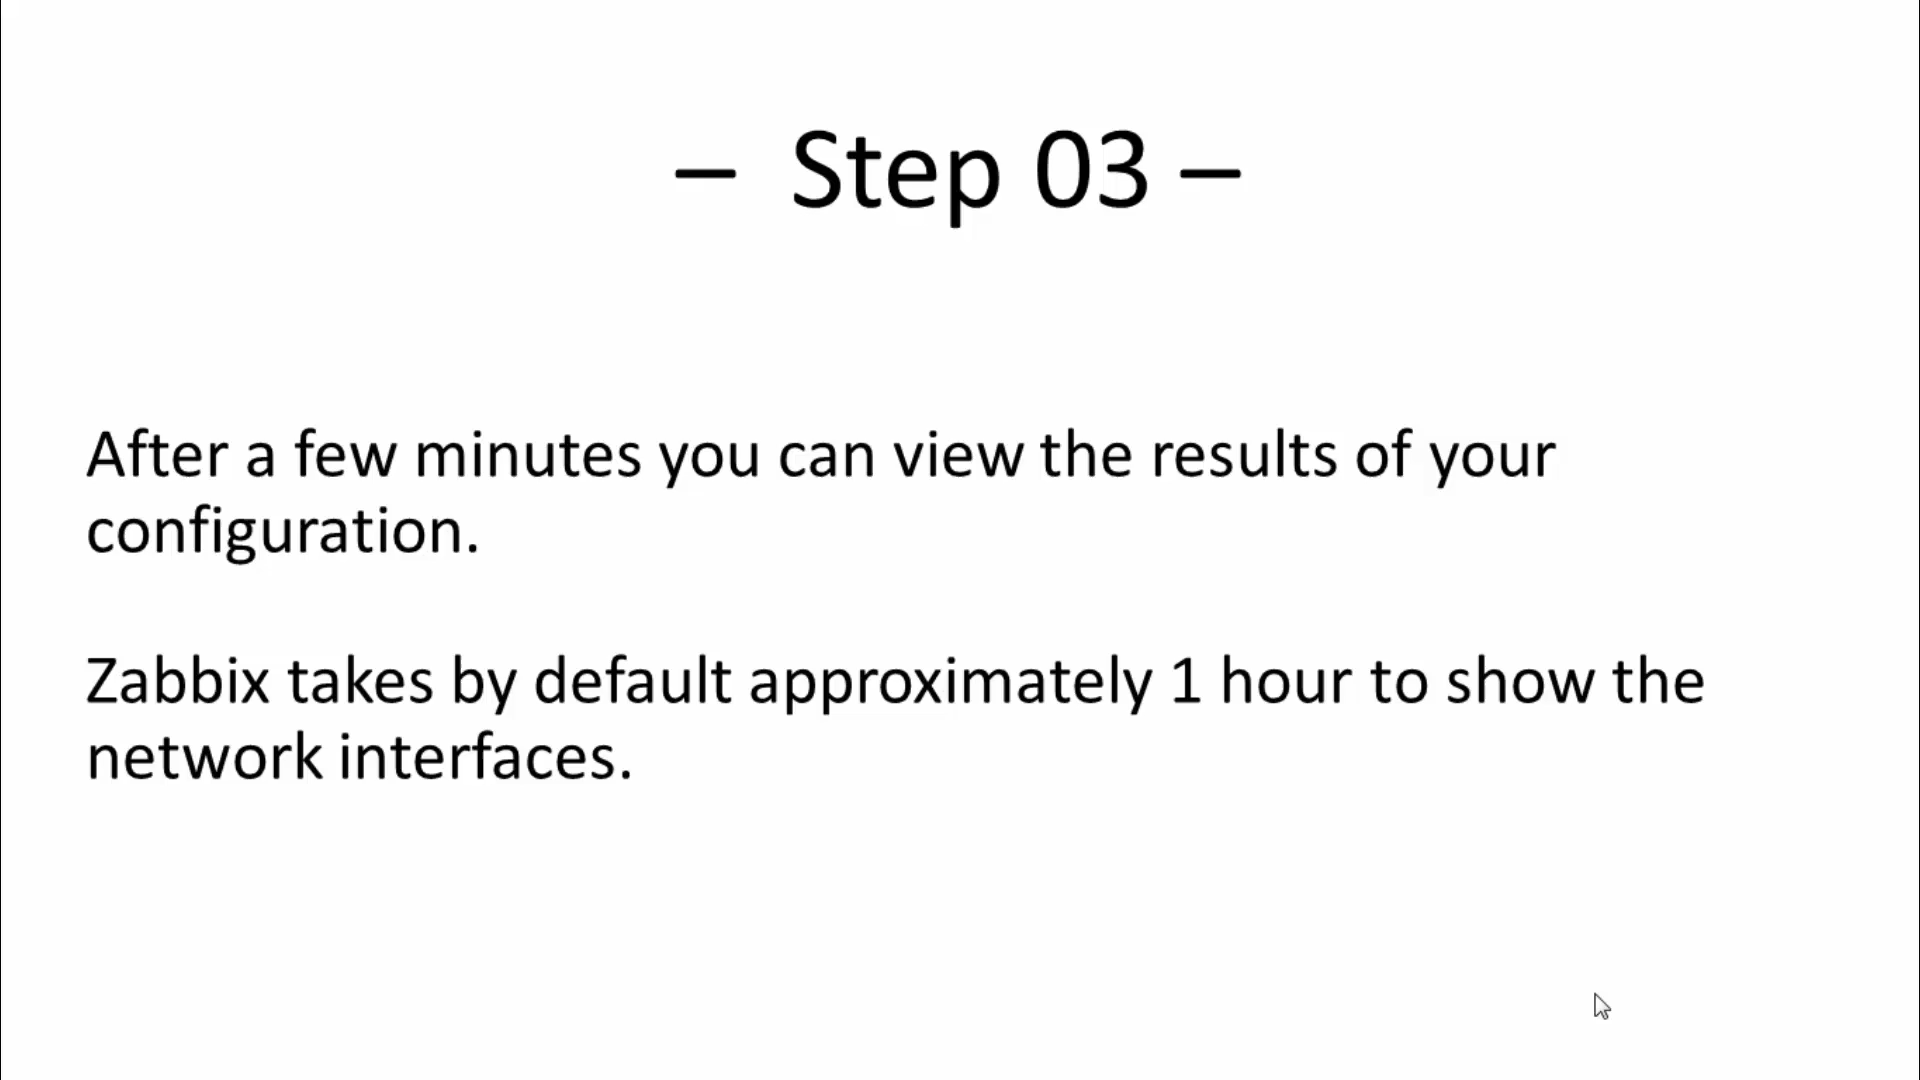 – Step 03 –
After a few minutes you can view the results of your
configuration.
Zabbix takes by default approximately 1 hour to show the
network interfaces.